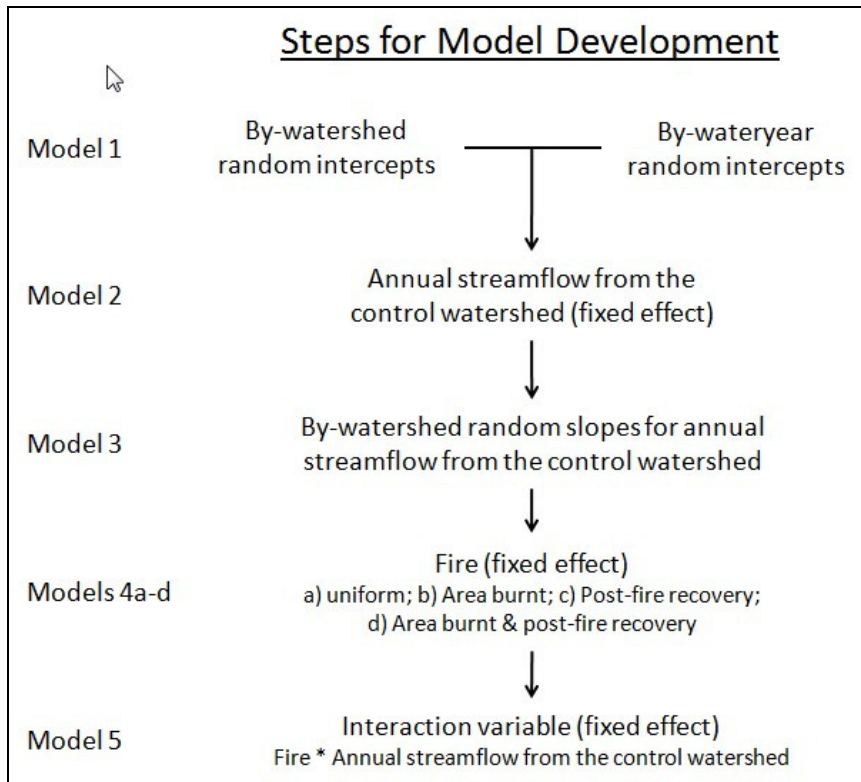 Steps for Model Development
Model 1
By-watershed
random intercepts
By-wateryear
random intercepts
Model 2
Annual streamflow from the
control watershed (fixed effect)
Model 3
By-watershed random slopes for annual
streamflow from the control watershed
Models 4a-d
Fire (fixed effect)
a) uniform; b) Area burnt; c) Post-fire recovery;
d) Area burnt & post-fire recovery
Model 5
Interaction variable (fixed effect)
Fire * Annual streamflow from the control watershed